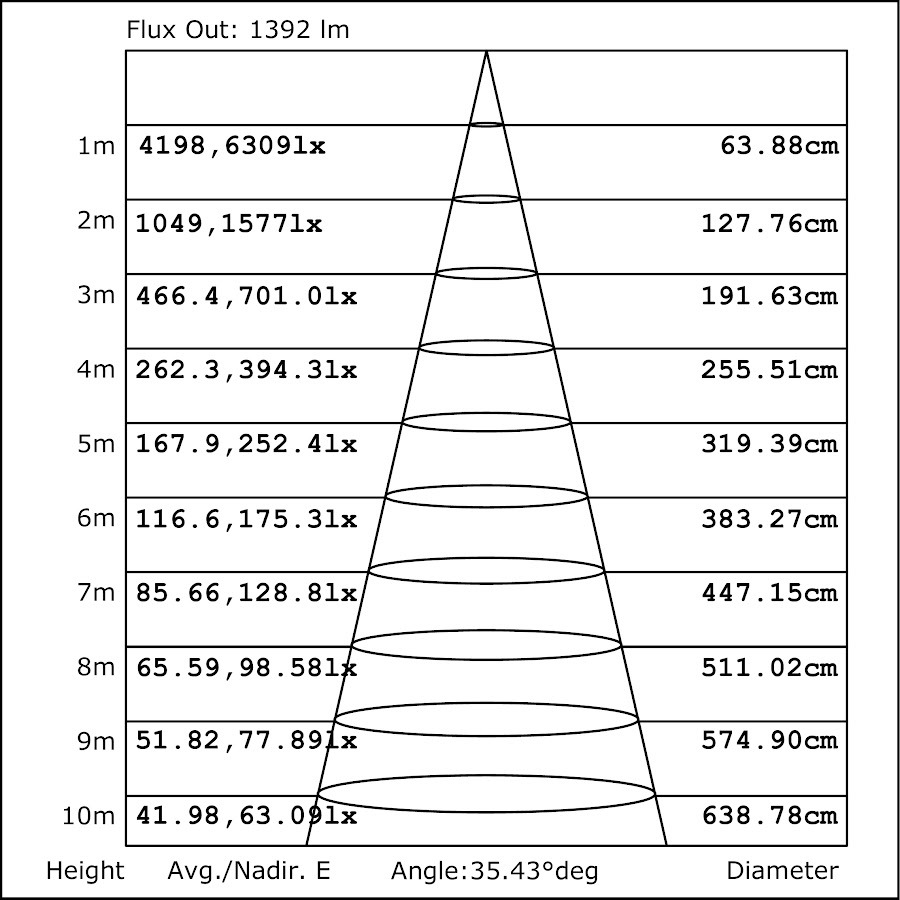 Flux Out: 1392 lm
1m 4198,6309lx 63.88cm
2m 1049,1577lx 127.76cm
3m 466.4,701.0lx 191.63cm
4m 262.3,394.3lx 255.51cm
5m 167.9,252.4lx 319.39cm
6m 116.6,175.3lx 383.27cm
7m 85.66,128.8lx 447.15cm
8m 65.59,98.58lx 511.02cm
9m 51.82,77.89lx 574.90cm
10m 41.98,63.09lx 638.78cm
Height Avg./Nadir. E Angle:35.43°deg Diameter